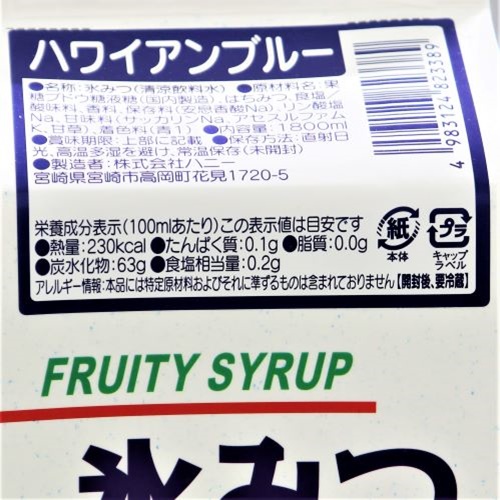 ハワイアンブルー
●名称:氷みつ(清涼飲料水) ●原材料名:果
糖ブドウ糖液糖(国内製造)、はちみつ、食塩/
酸味料、香料、保存料(安息香酸Na)、リン酸塩
Na、甘味料(サッカリンNa、アセスルファム
K、甘草)、着色料(青1) ●内容量:1800ml
●賞味期限:上部に記載 ●保存方法:直射日
光、高温多湿を避け、常温保存(未開封)
●製造者:株式会社ハニー
宮崎県宮崎市高岡町花見1720-5
4 983124 823389
栄養成分表示(100mlあたり)この表示値は目安です
●熱量:230kcal ●たんぱく質:0.1g ●脂質:0.0g
●炭水化物:63g ●食塩相当量:0.2g
アレルギー情報:本品には特定原材料およびそれに準ずるものは含まれておりません【開封後、要冷蔵】
紙
本体
プラ
キャップ
ラベル
FRUITY SYRUP
氷みつ